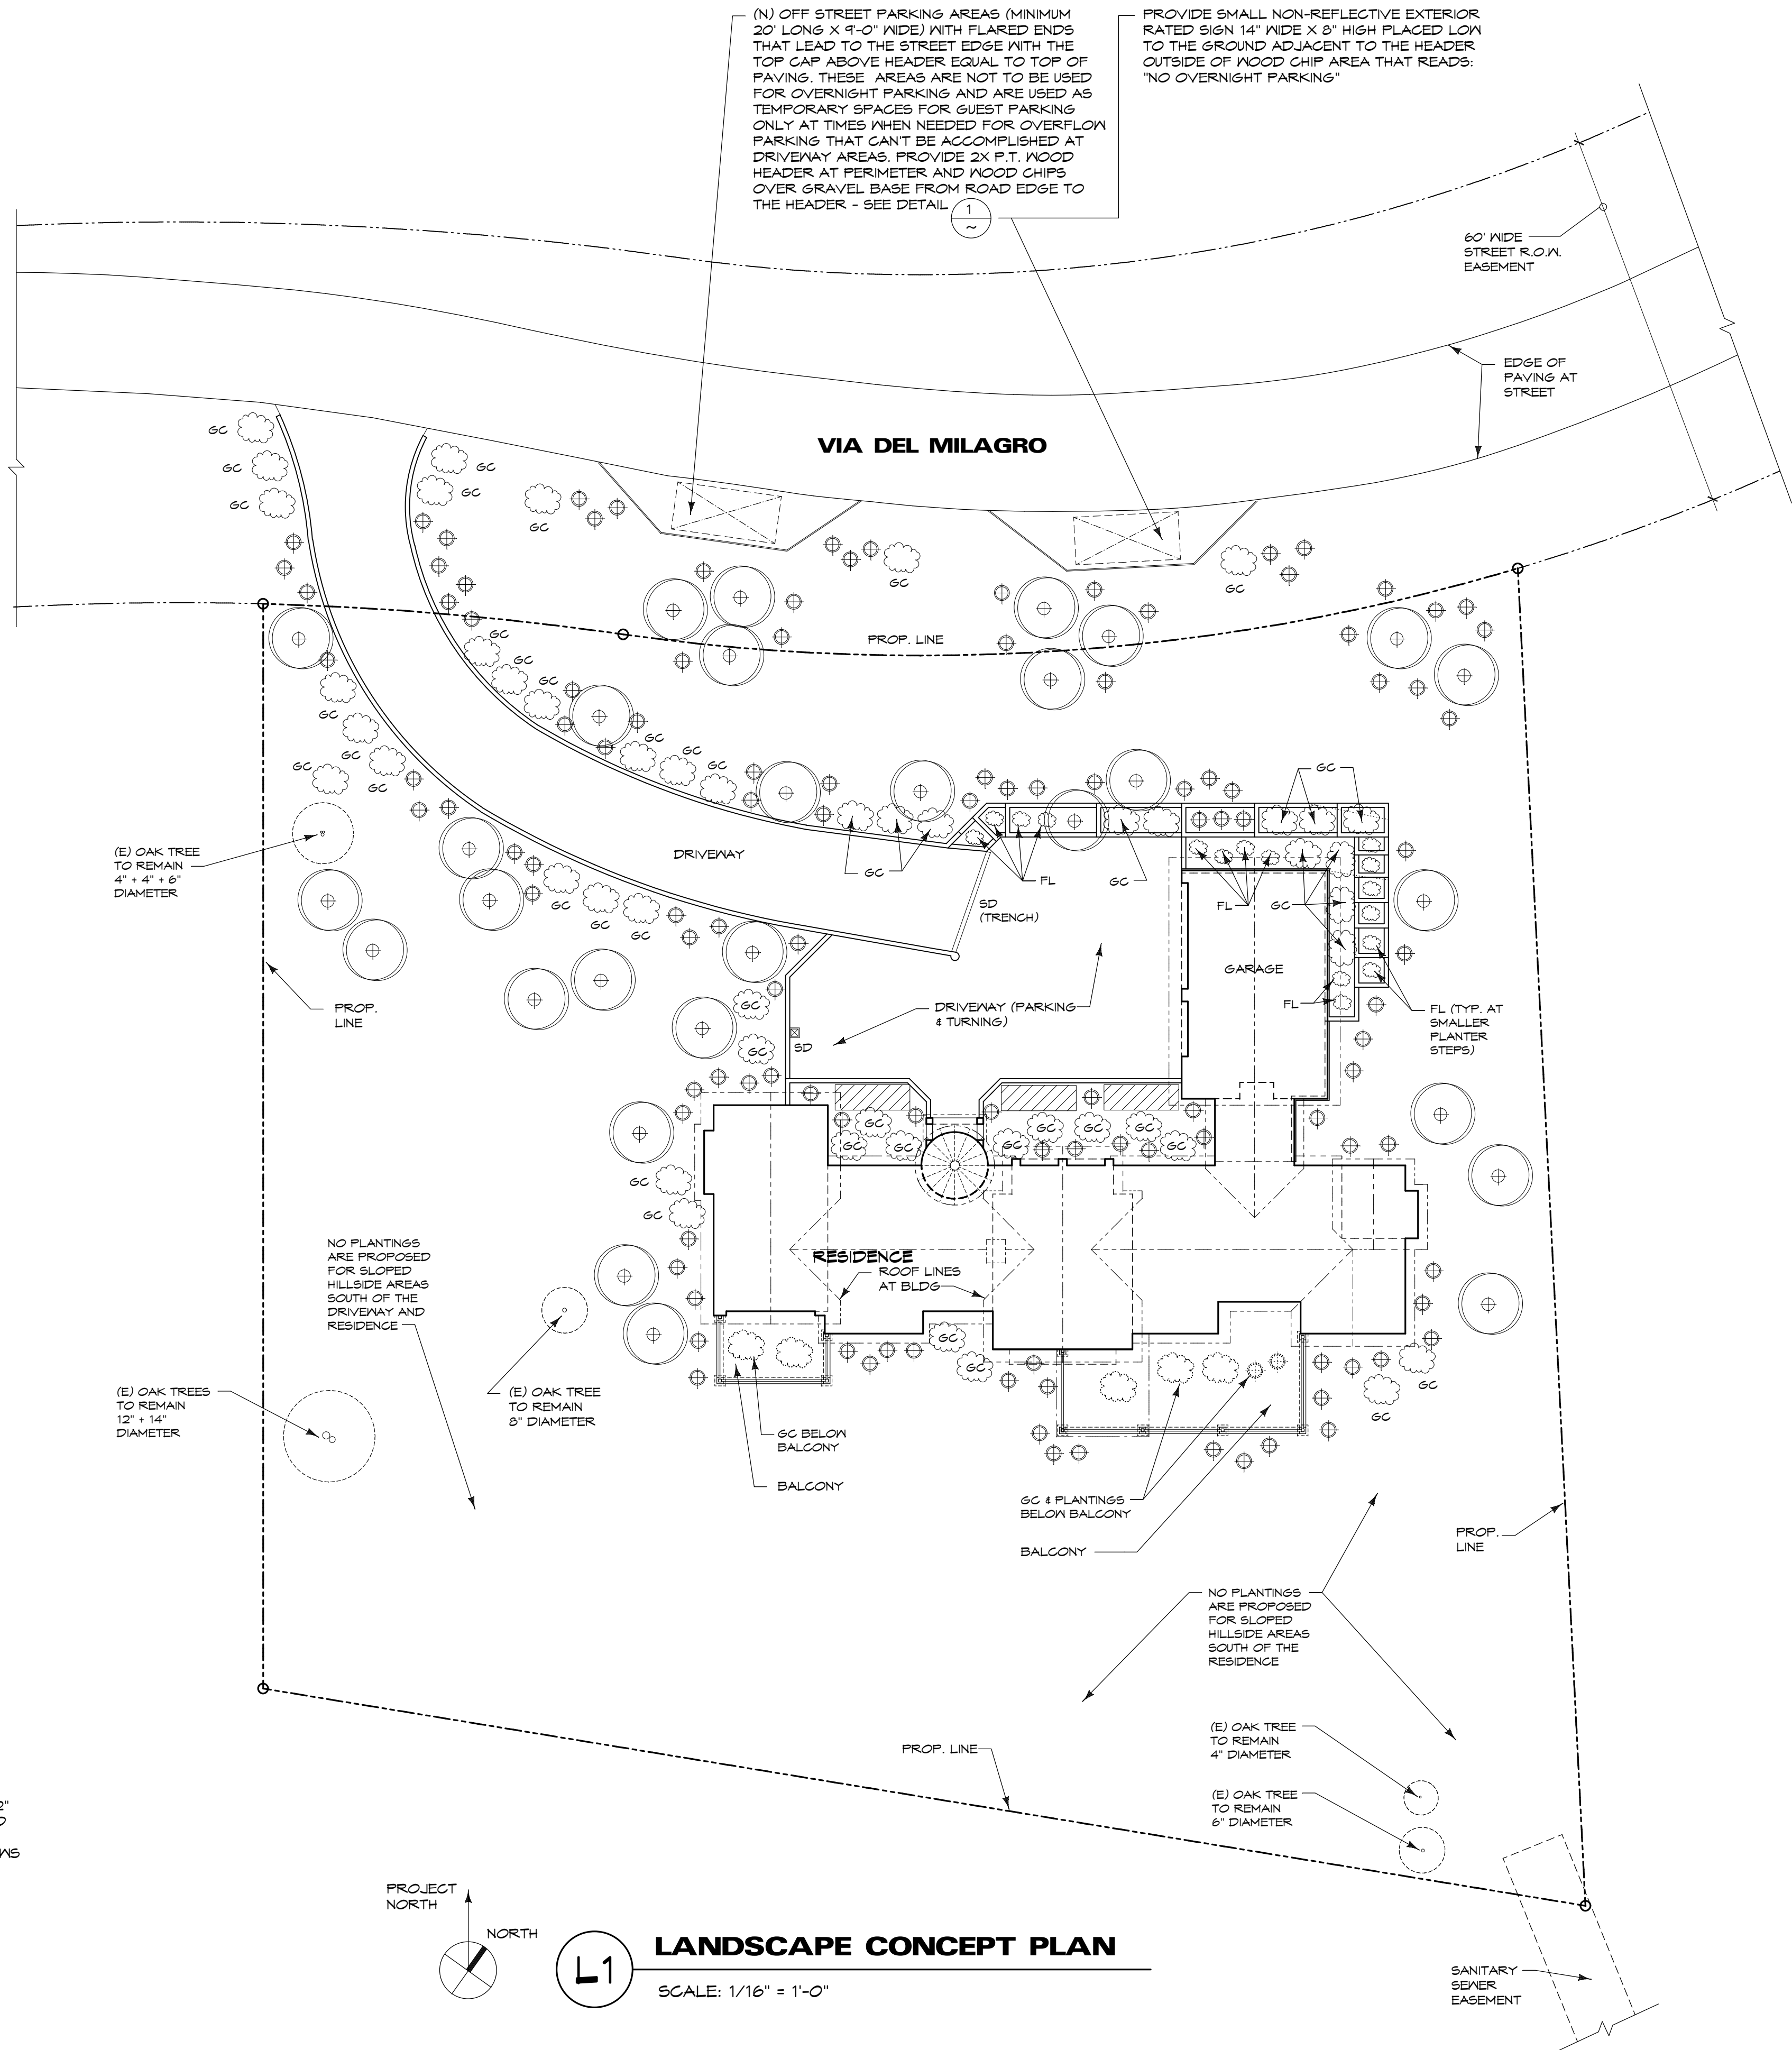 (N) OFF STREET PARKING AREAS (MINIMUM
20' LONG X 9'-0" WIDE) WITH FLARED ENDS
THAT LEAD TO THE STREET EDGE WITH THE
TOP CAP ABOVE HEADER EQUAL TO TOP OF
PAVING. THESE AREAS ARE NOT TO BE USED
FOR OVERNIGHT PARKING AND ARE USED AS
TEMPORARY SPACES FOR GUEST PARKING
ONLY AT TIMES WHEN NEEDED FOR OVERFLOW
PARKING THAT CAN'T BE ACCOMPLISHED AT
DRIVEWAY AREAS. PROVIDE 2X P.T. WOOD
HEADER AT PERIMETER AND WOOD CHIPS
OVER GRAVEL BASE FROM ROAD EDGE TO
THE HEADER - SEE DETAIL
1
~
PROVIDE SMALL NON-REFLECTIVE EXTERIOR
RATED SIGN 14" WIDE X 8" HIGH PLACED LOW
TO THE GROUND ADJACENT TO THE HEADER
OUTSIDE OF WOOD CHIP AREA THAT READS:
"NO OVERNIGHT PARKING"
60' WIDE
STREET R.O.W.
EASEMENT
EDGE OF
PAVING AT
STREET
VIA DEL MILAGRO
GC
GC
GC
GC
GC
GC
GC
GC
PROP. LINE
GC
GC
GC
GC
GC
GC
GC
GC
GC
GC
GC
GC
(E) OAK TREE
TO REMAIN
4" + 4" + 6"
DIAMETER
DRIVEWAY
GC
FL
GC
FL
GC
SD
(TRENCH)
GC
GC
GC
GARAGE
PROP.
LINE
GC
SD
GC
DRIVEWAY (PARKING
& TURNING)
FL
FL (TYP. AT
SMALLER
PLANTER
STEPS)
GC
GC
GC
GC
GC
GC
GC
GC
GC
GC
NO PLANTINGS
ARE PROPOSED
FOR SLOPED
HILLSIDE AREAS
SOUTH OF THE
DRIVEWAY AND
RESIDENCE
RESIDENCE
ROOF LINES
AT BLDG
GC
GC
GC
GC
(E) OAK TREES
TO REMAIN
12" + 14"
DIAMETER
(E) OAK TREE
TO REMAIN
8" DIAMETER
GC BELOW
BALCONY
BALCONY
GC & PLANTINGS
BELOW BALCONY
BALCONY
PROP.
LINE
NO PLANTINGS
ARE PROPOSED
FOR SLOPED
HILLSIDE AREAS
SOUTH OF THE
RESIDENCE
PROP. LINE
(E) OAK TREE
TO REMAIN
4" DIAMETER
(E) OAK TREE
TO REMAIN
6" DIAMETER
2"
WS
PROJECT
NORTH
NORTH
L1
LANDSCAPE CONCEPT PLAN
SCALE: 1/16" = 1'-0"
SANITARY
SEWER
EASEMENT